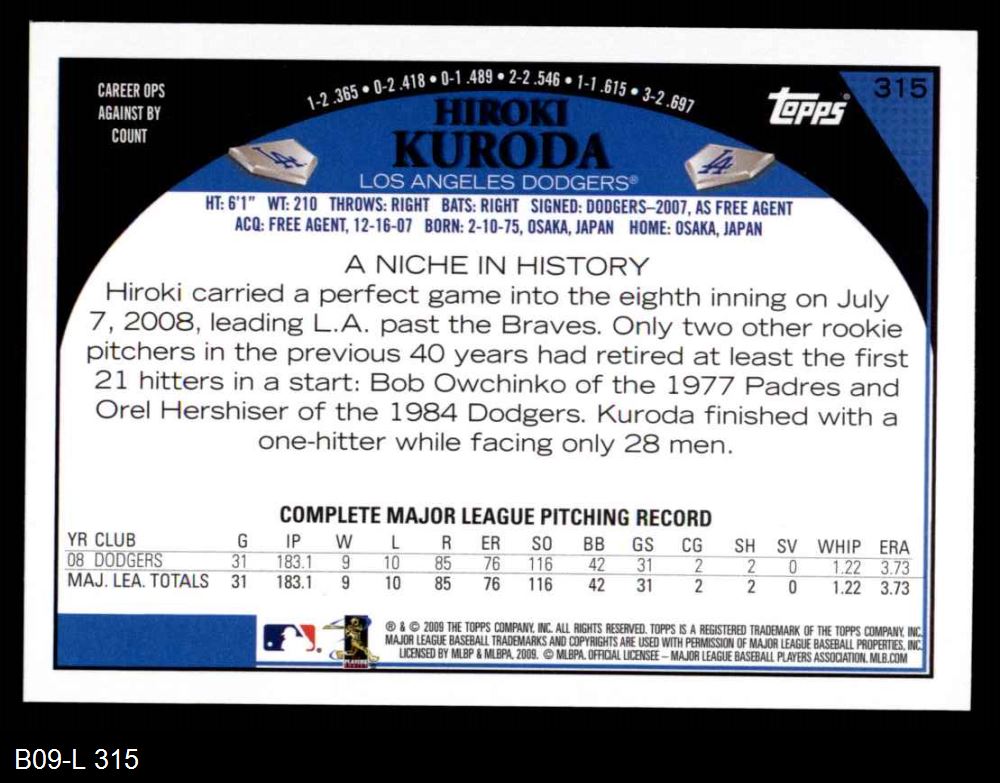 CAREER OPS
AGAINST BY
COUNT
1-2 .365 • 0-2 .418 • 0-1 .489 • 2-2 .546 • 1-1 .615 • 3-2 .697
topps®
315
HIROKI
KURODA
LA
LA
LOS ANGELES DODGERS®
HT: 6'1" WT: 210 THROWS: RIGHT BATS: RIGHT SIGNED: DODGERS–2007, AS FREE AGENT
ACQ: FREE AGENT, 12-16-07 BORN: 2-10-75, OSAKA, JAPAN HOME: OSAKA, JAPAN
A NICHE IN HISTORY
Hiroki carried a perfect game into the eighth inning on July
7, 2008, leading L.A. past the Braves. Only two other rookie
pitchers in the previous 40 years had retired at least the first
21 hitters in a start: Bob Owchinko of the 1977 Padres and
Orel Hershiser of the 1984 Dodgers. Kuroda finished with a
one-hitter while facing only 28 men.
COMPLETE MAJOR LEAGUE PITCHING RECORD
YR CLUB G IP W L R ER SO BB GS CG SH SV WHIP ERA
08 DODGERS 31 183.1 9 10 85 76 116 42 31 2 2 0 1.22 3.73
MAJ. LEA. TOTALS 31 183.1 9 10 85 76 116 42 31 2 2 0 1.22 3.73
® & © 2009 THE TOPPS COMPANY, INC. ALL RIGHTS RESERVED. TOPPS IS A REGISTERED TRADEMARK OF THE TOPPS COMPANY, INC.
MAJOR LEAGUE BASEBALL TRADEMARKS AND COPYRIGHTS ARE USED WITH PERMISSION OF MAJOR LEAGUE BASEBALL PROPERTIES, INC.
LICENSED BY MLBP & MLBPA, 2009. © MLBPA. OFFICIAL LICENSEE – MAJOR LEAGUE BASEBALL PLAYERS ASSOCIATION. MLB.COM
PLAYERS
B09-L 315